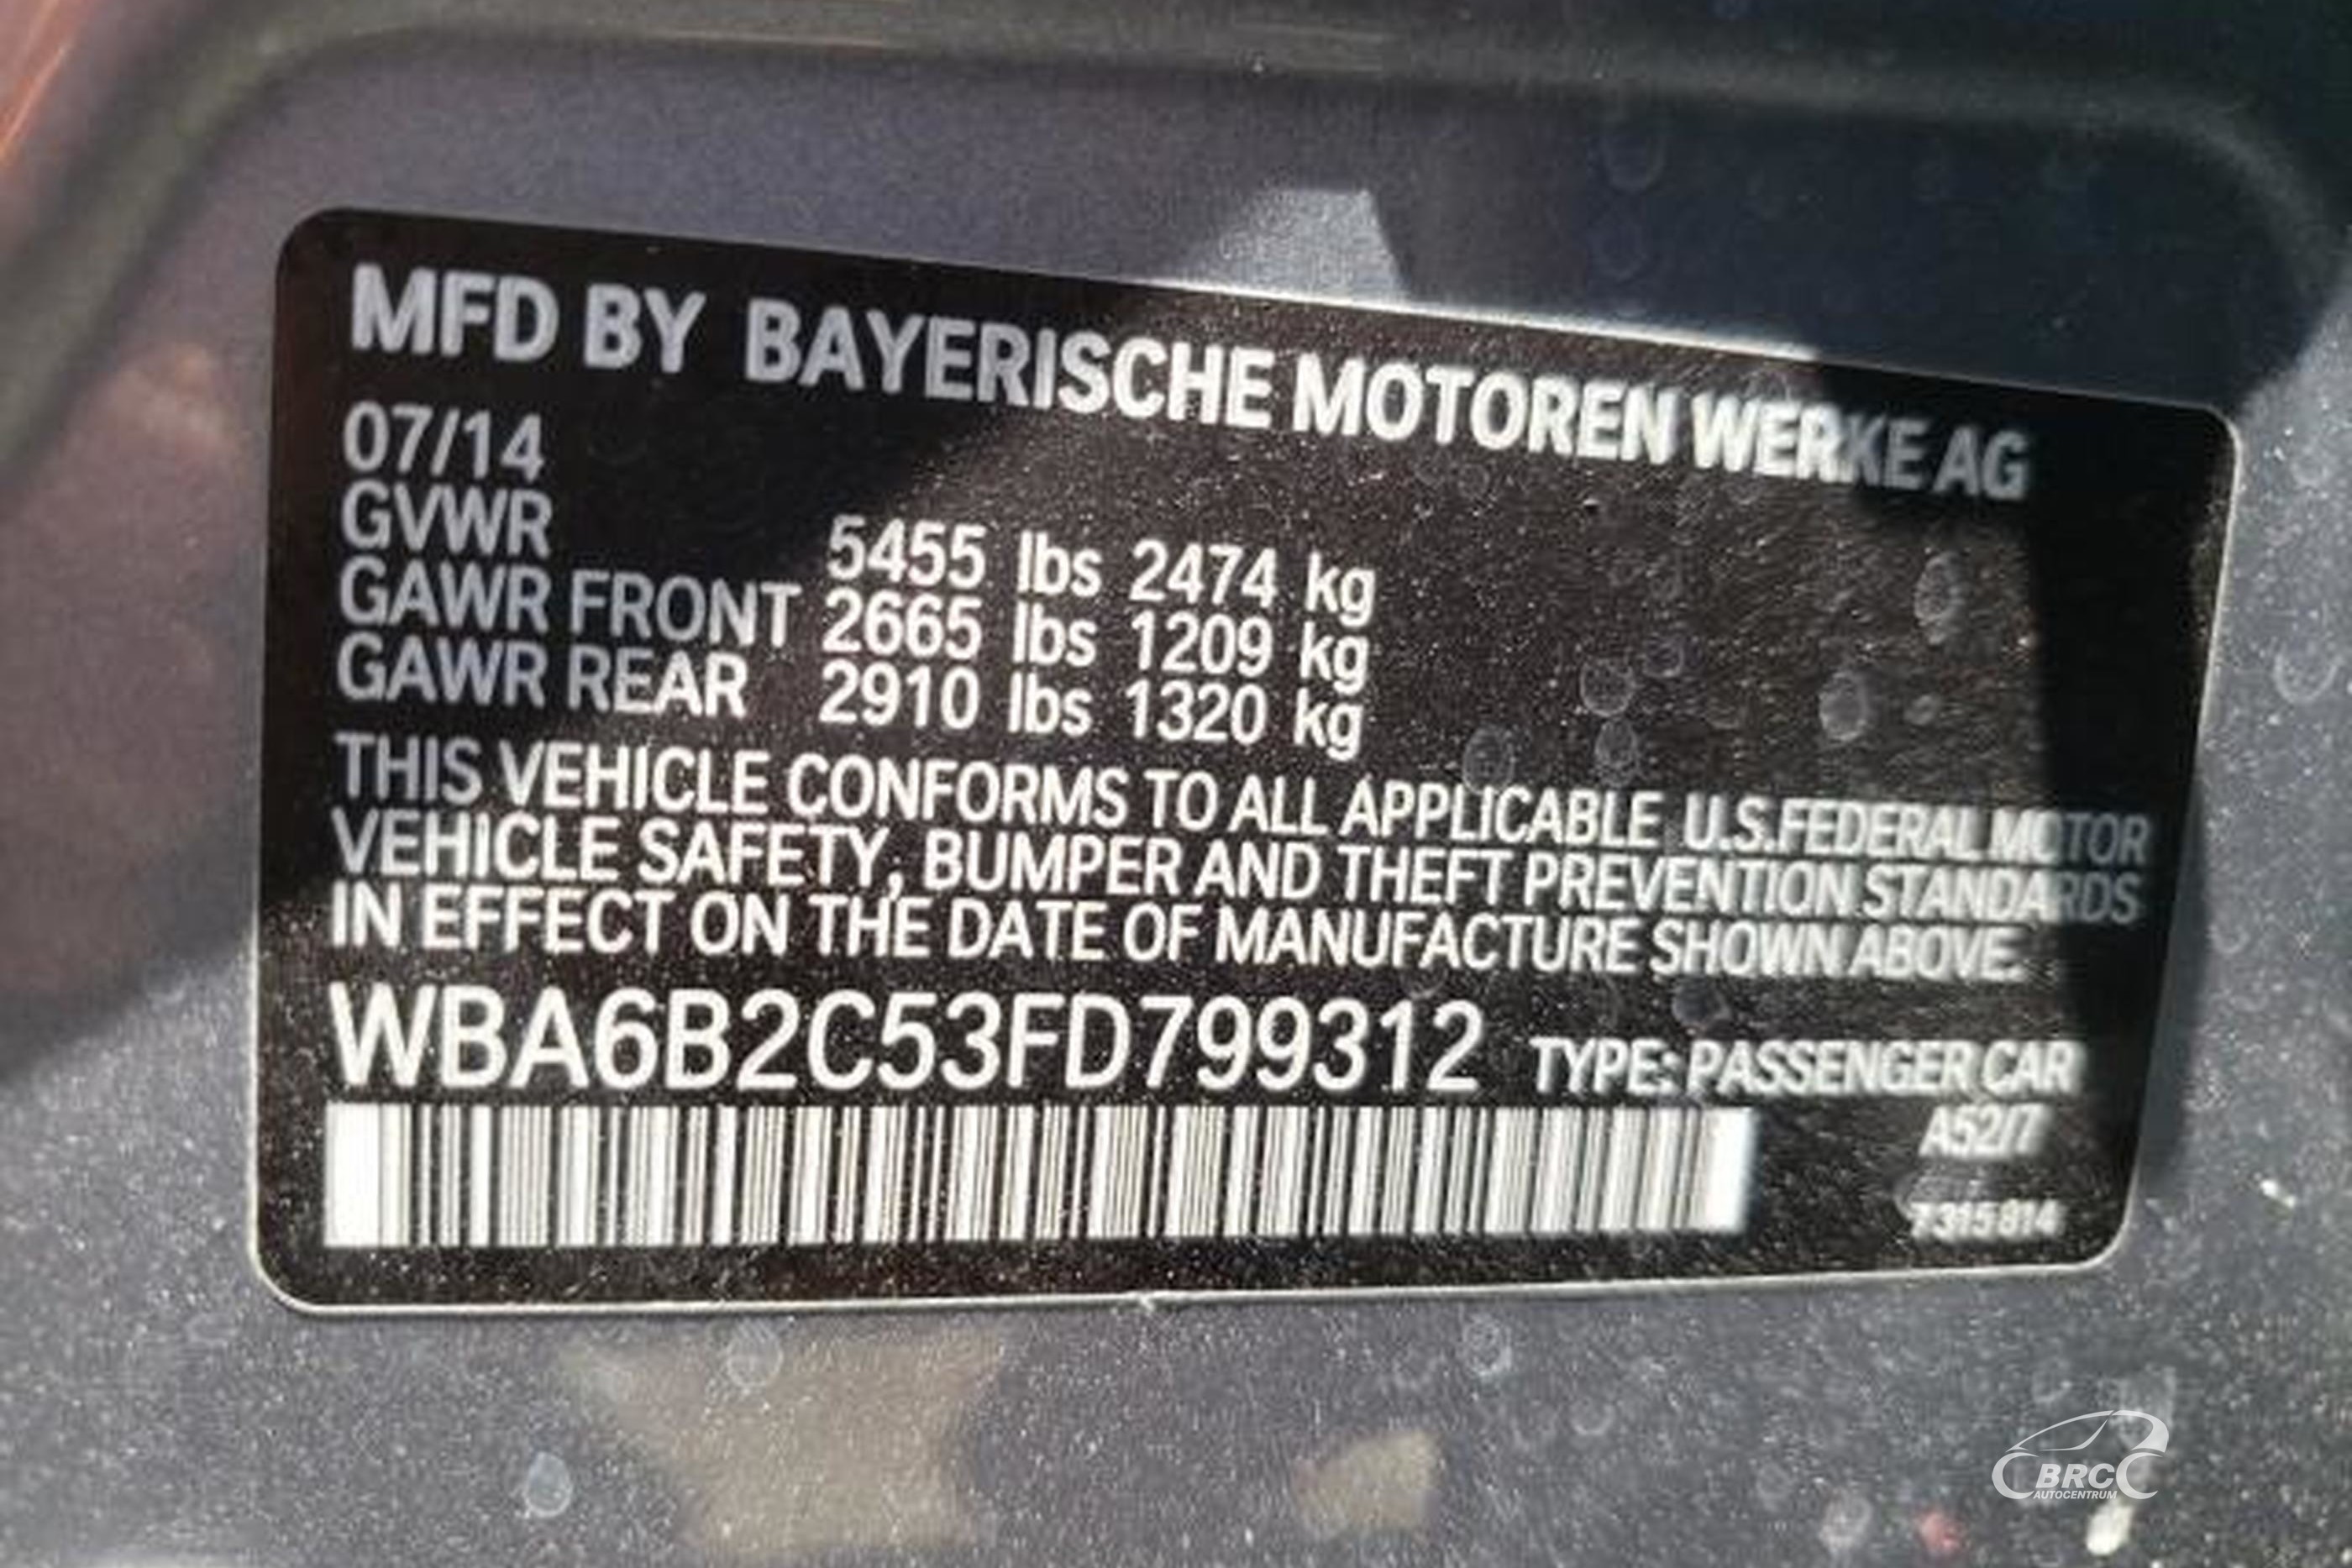 MFD BY BAYERISCHE MOTOREN WERKE AG
07/14
GVWR 5455 lbs 2474 kg
GAWR FRONT 2665 lbs 1209 kg
GAWR REAR 2910 lbs 1320 kg
THIS VEHICLE CONFORMS TO ALL APPLICABLE U.S.FEDERAL MOTOR
VEHICLE SAFETY, BUMPER AND THEFT PREVENTION STANDARDS
IN EFFECT ON THE DATE OF MANUFACTURE SHOWN ABOVE.
WBA6B2C53FD799312 TYPE: PASSENGER CAR
A52/7
7 315 814
BRC
AUTOCENTRUM